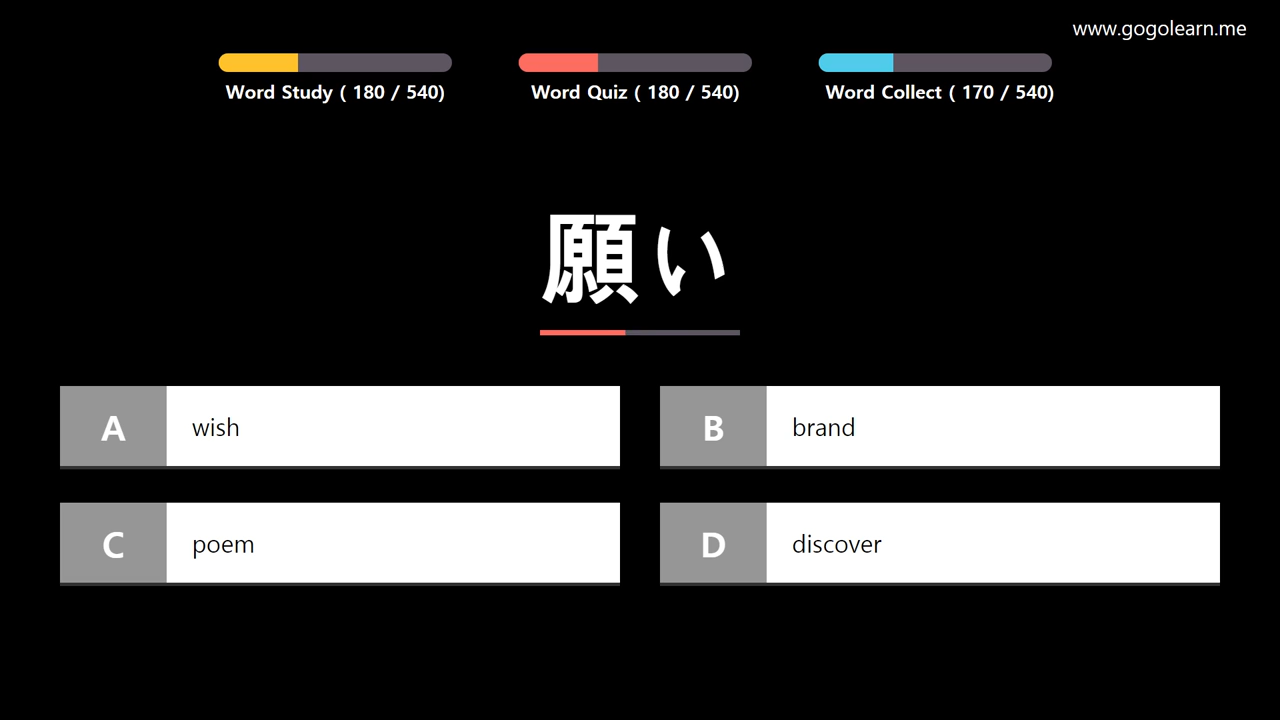 www.gogolearn.me
Word Study ( 180 / 540)
Word Quiz ( 180 / 540)
Word Collect ( 170 / 540)
願い
A wish
B brand
C poem
D discover